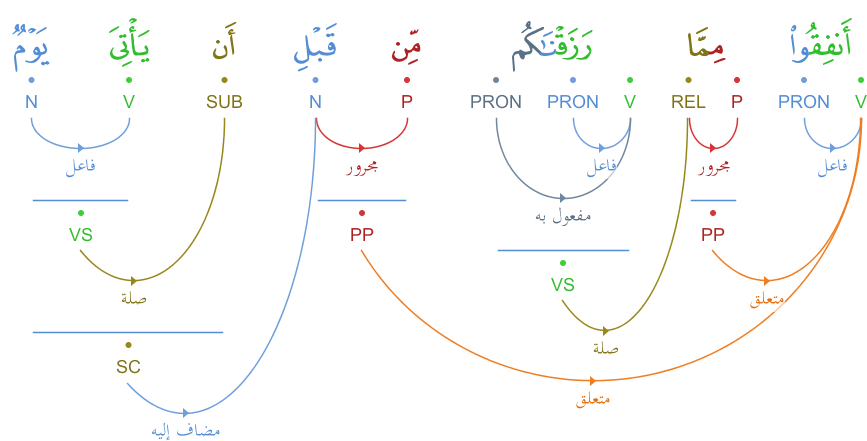 أَنفِقُوا۟ مِمَّا رَزَقْنَـٰكُم مِّن قَبْلِ أَن يَأْتِىَ يَوْمٌ
V PRON P REL V PRON PRON P N SUB V N
فاعل مجرور فاعل مجرور فاعل
مفعول به
PP PP VS
VS
متعلق صلة
صلة
SC
متعلق
مضاف إليه